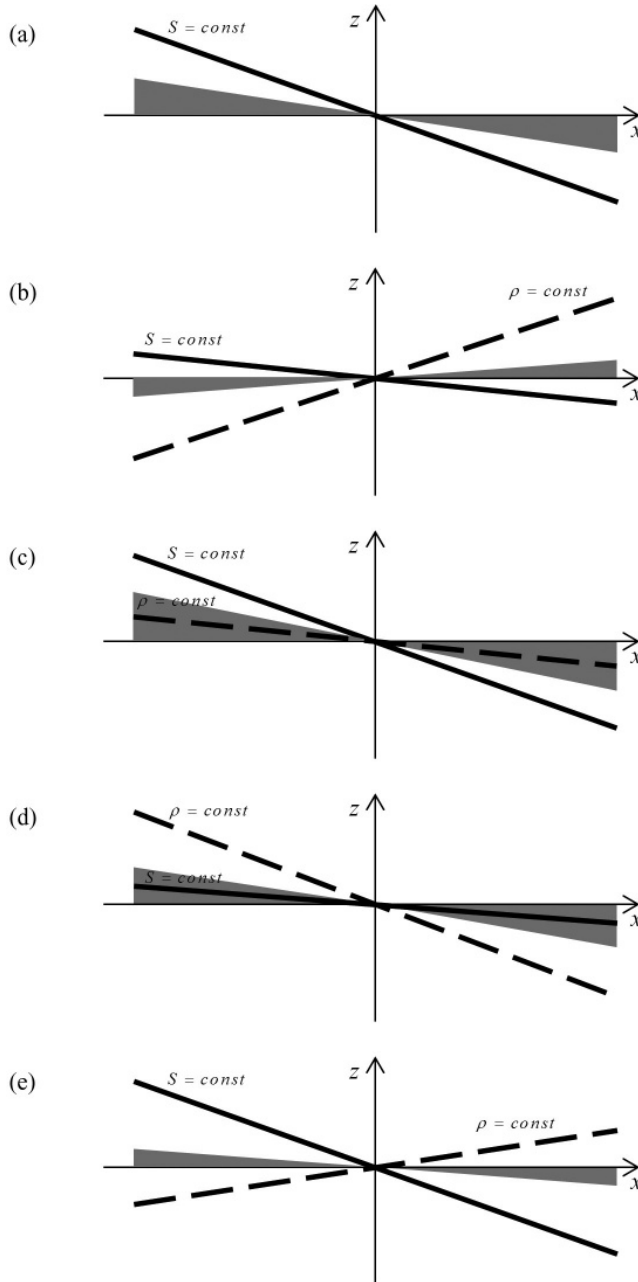 (a)
S = const
z
x
(b)
z
ρ = const
S = const
x
(c)
z
S = const
ρ = const
x
(d)
z
ρ = const
S = const
x
(e)
z
S = const
ρ = const
x